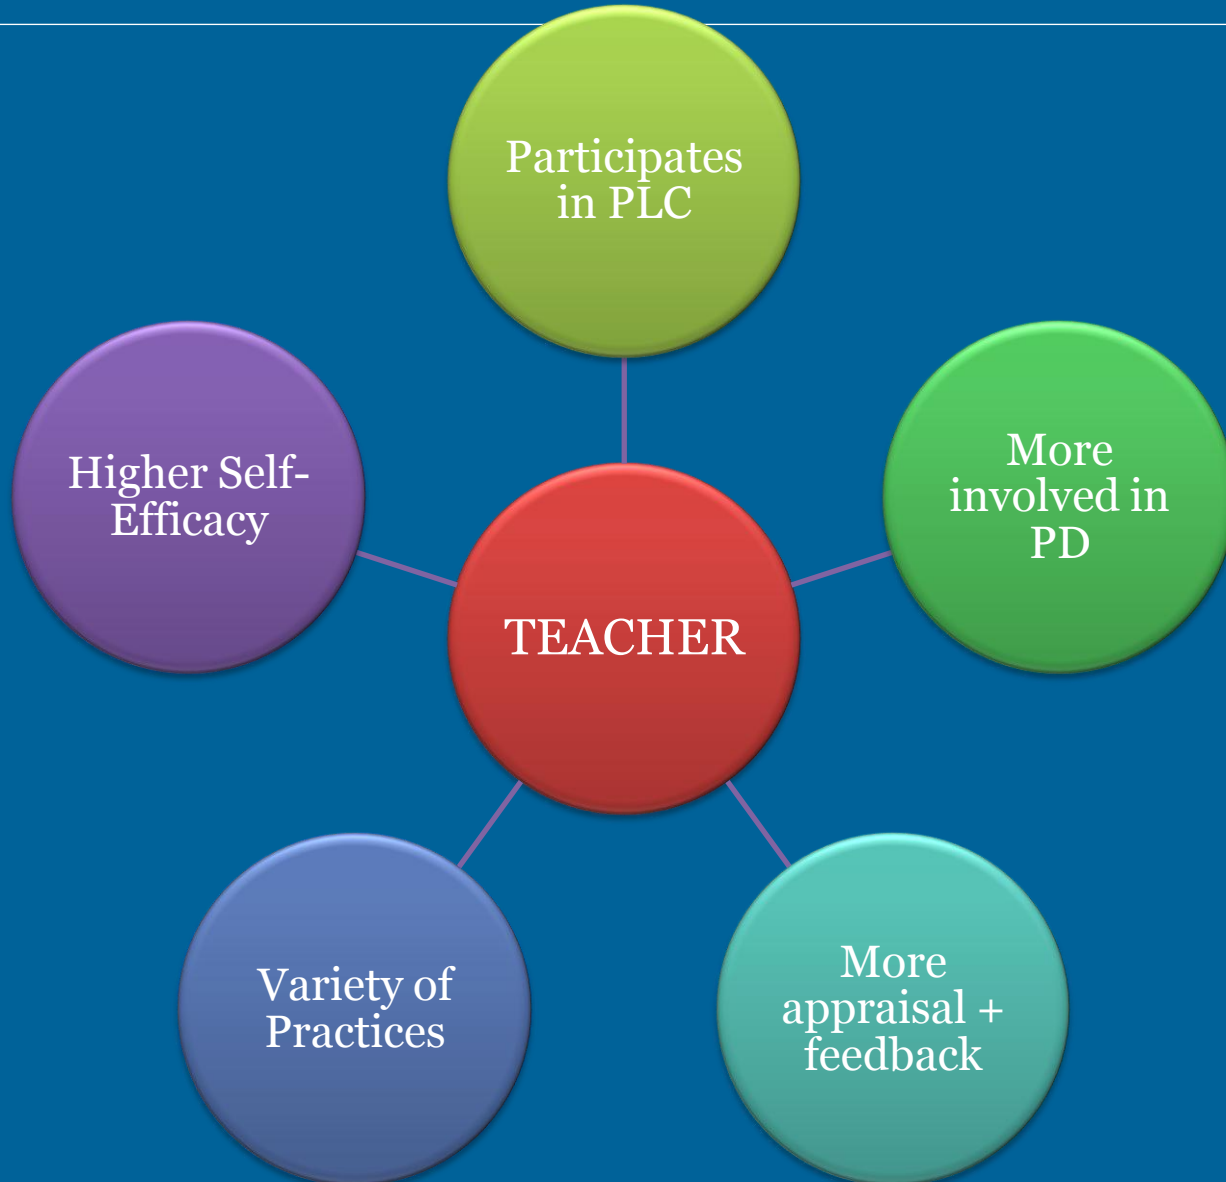 Participates
in PLC
More
involved in
PD
Higher Self-
Efficacy
TEACHER
Variety of
Practices
More
appraisal +
feedback